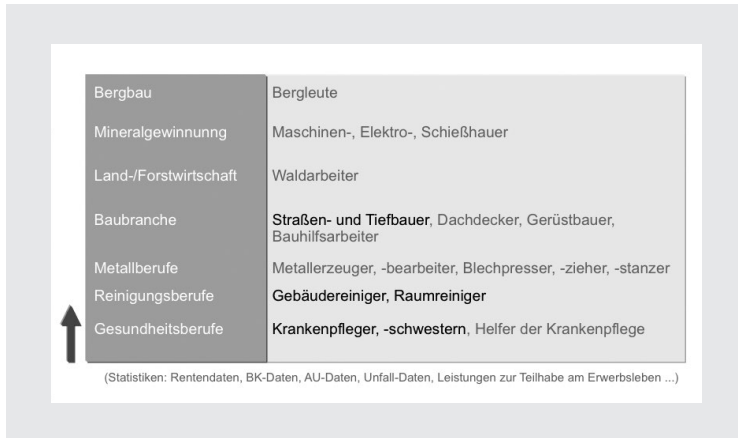 Bergbau Bergleute
Mineralgewinnunng Maschinen-, Elektro-, Schießhauer
Land-/Forstwirtschaft Waldarbeiter
Baubranche Straßen- und Tiefbauer, Dachdecker, Gerüstbauer,
Bauhilfsarbeiter
Metallberufe Metallerzeuger, -bearbeiter, Blechpresser, -zieher, -stanzer
Reinigungsberufe Gebäudereiniger, Raumreiniger
Gesundheitsberufe Krankenpfleger, -schwestern, Helfer der Krankenpflege
(Statistiken: Rentendaten, BK-Daten, AU-Daten, Unfall-Daten, Leistungen zur Teilhabe am Erwerbsleben ...)